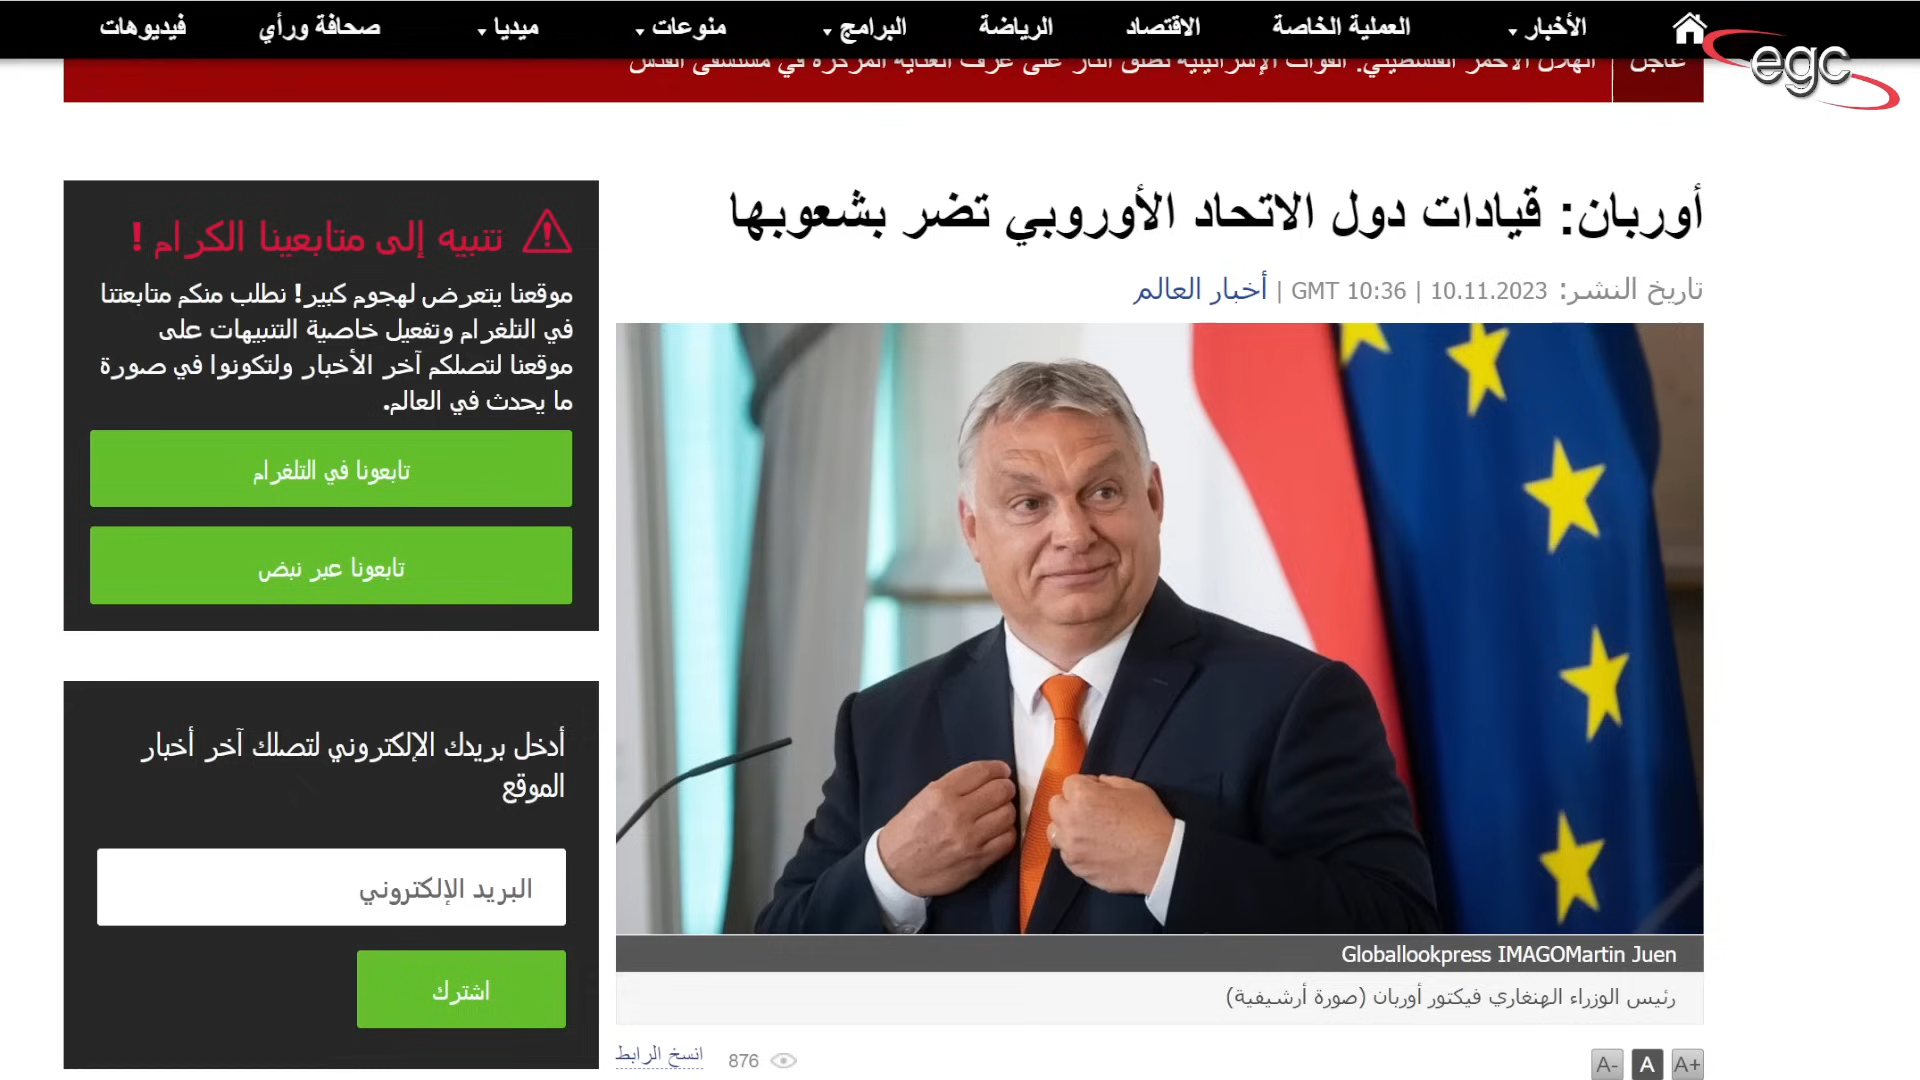 الأخبار العملية الخاصة الاقتصاد الرياضة البرامج منوعات ميديا صحافة ورأي فيديوهات
egc
عاجل الهلال الأحمر الفلسطيني: القوات الإسرائيلية تطلق النار على غرف العناية المركزة في مستشفى القدس
أوربان: قيادات دول الاتحاد الأوروبي تضر بشعوبها
تاريخ النشر: 10.11.2023 | 10:36 GMT | أخبار العالم
Globallookpress IMAGOMartin Juen
رئيس الوزراء الهنغاري فيكتور أوربان (صورة أرشيفية)
A+ A A-
876
انسخ الرابط
تنبيه إلى متابعينا الكرام !
موقعنا يتعرض لهجوم كبير! نطلب منكم متابعتنا
في التلغرام وتفعيل خاصية التنبيهات على
موقعنا لتصلكم آخر الأخبار ولتكونوا في صورة
ما يحدث في العالم.
تابعونا في التلغرام
تابعونا عبر نبض
أدخل بريدك الإلكتروني لتصلك آخر أخبار
الموقع
البريد الإلكتروني
اشترك